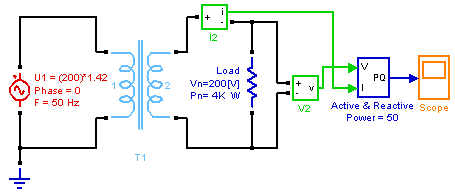 + i
-
I2
U1 = (200)*1.42
Phase = 0
F = 50 Hz
1
2
T1
Load
Vn=200[V]
Pn= 4K W
+ v
-
V2
V
I
PQ
Active & Reactive
Power = 50
Scope